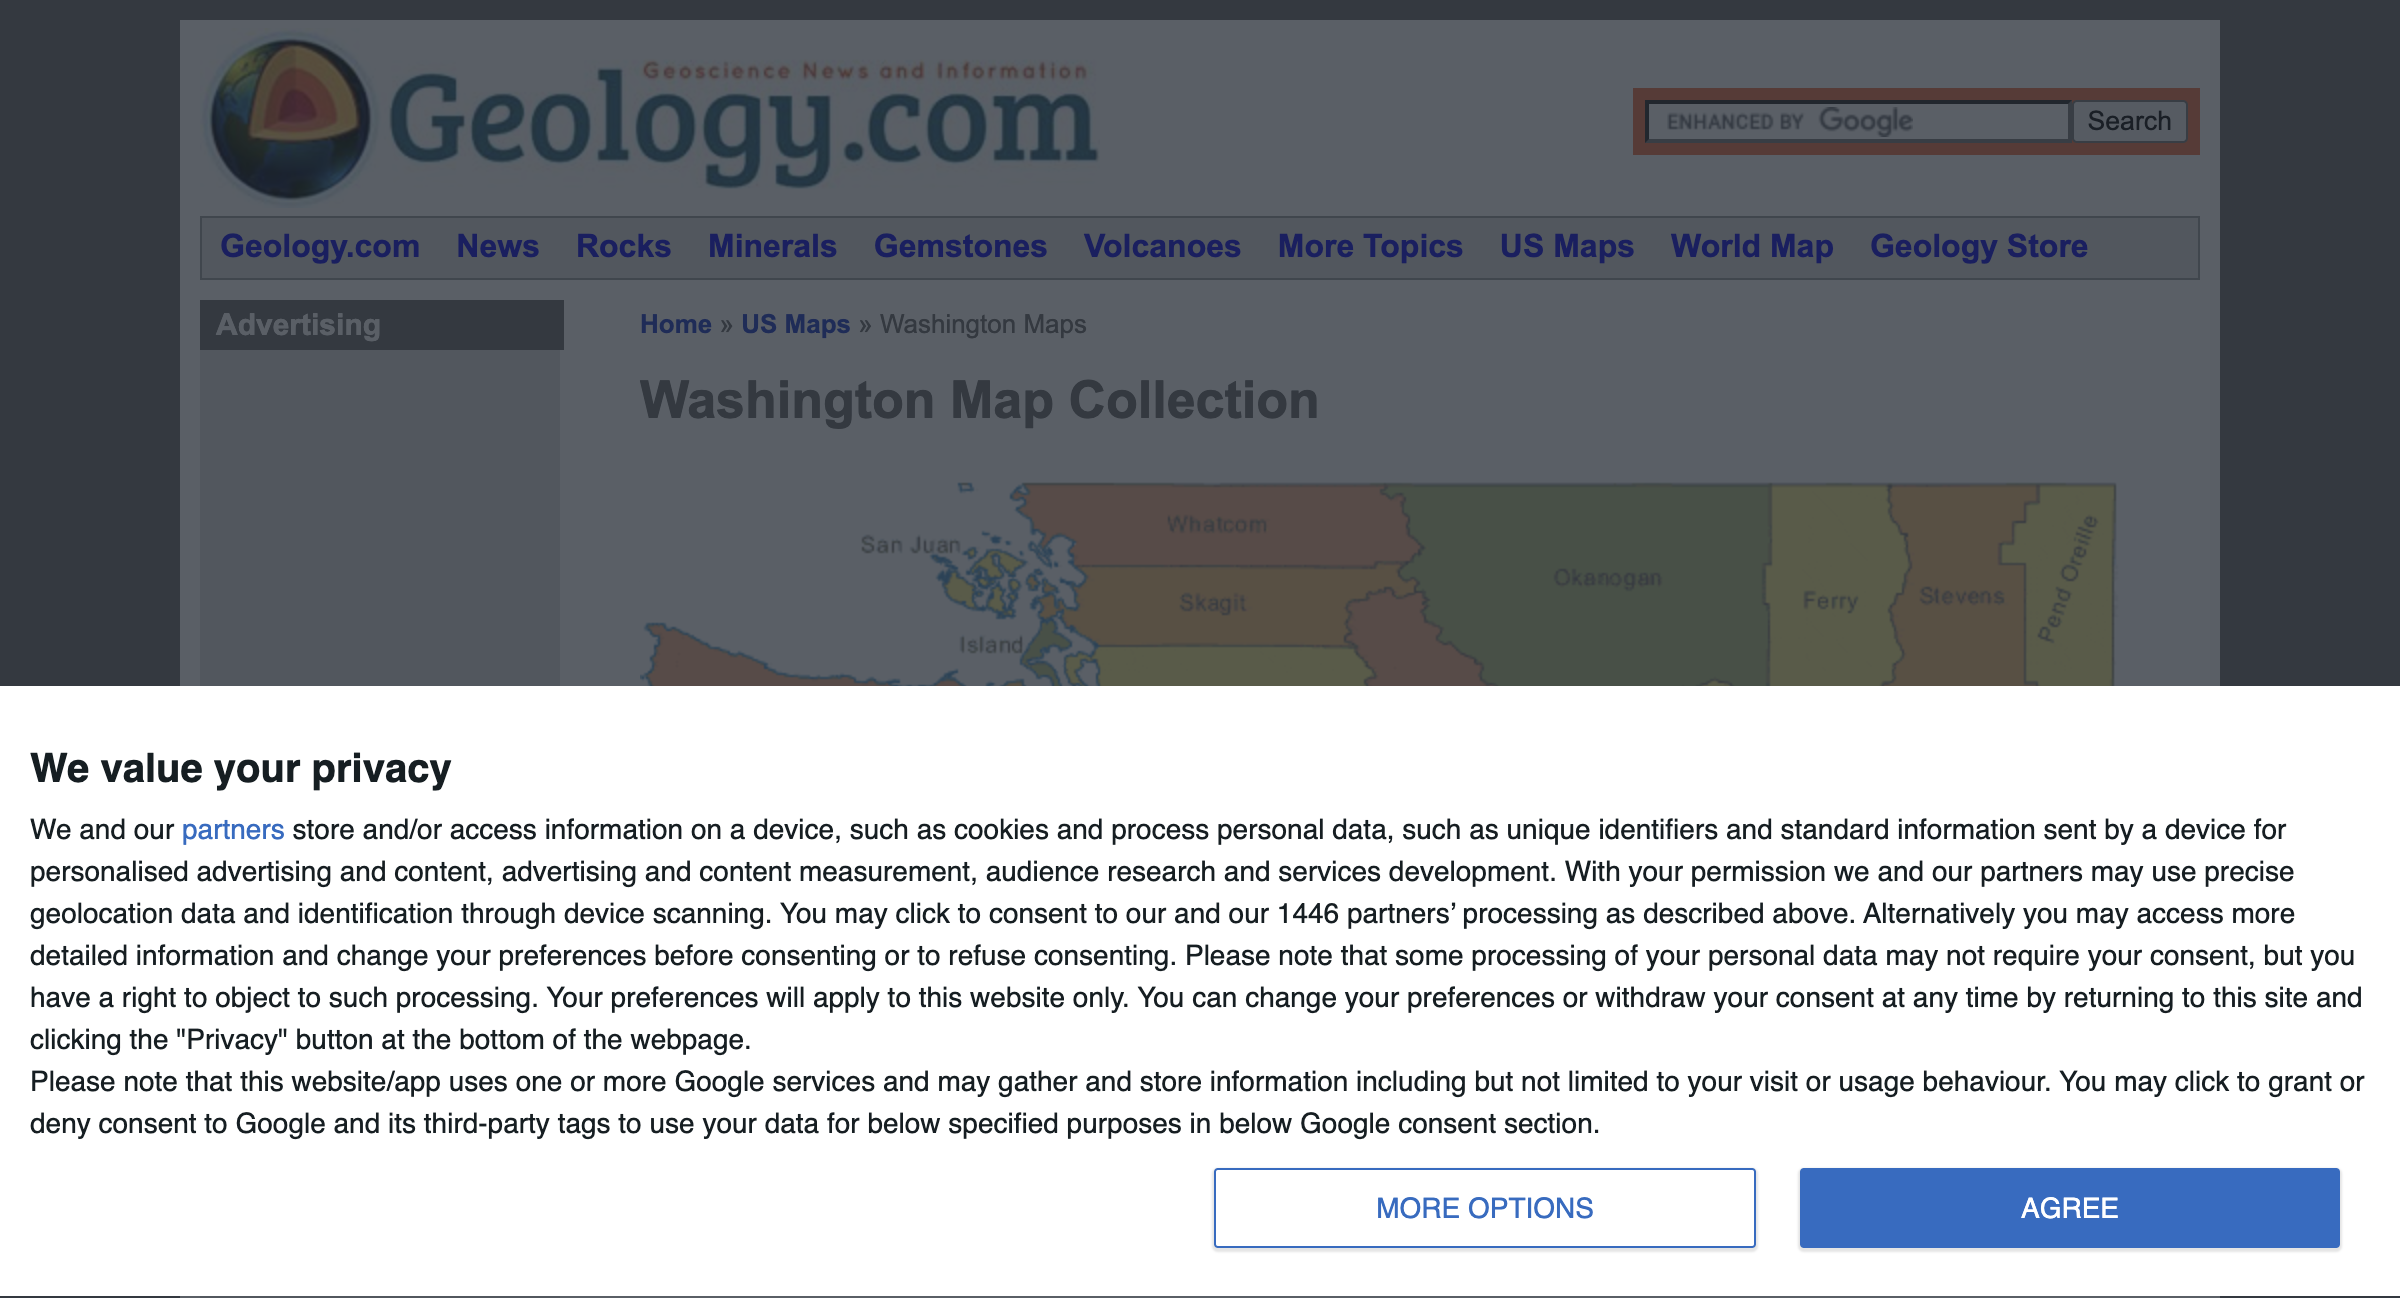 Geoscience News and Information
Geology.com
ENHANCED BY Google
Search
Geology.com News Rocks Minerals Gemstones Volcanoes More Topics US Maps World Map Geology Store
Advertising
Home » US Maps » Washington Maps
Washington Map Collection
Whatcom
San Juan
Okanogan
Skagit
Ferry
Stevens
Pend Oreille
Island
We value your privacy
We and our partners store and/or access information on a device, such as cookies and process personal data, such as unique identifiers and standard information sent by a device for
personalised advertising and content, advertising and content measurement, audience research and services development. With your permission we and our partners may use precise
geolocation data and identification through device scanning. You may click to consent to our and our 1446 partners’ processing as described above. Alternatively you may access more
detailed information and change your preferences before consenting or to refuse consenting. Please note that some processing of your personal data may not require your consent, but you
have a right to object to such processing. Your preferences will apply to this website only. You can change your preferences or withdraw your consent at any time by returning to this site and
clicking the "Privacy" button at the bottom of the webpage.
Please note that this website/app uses one or more Google services and may gather and store information including but not limited to your visit or usage behaviour. You may click to grant or
deny consent to Google and its third-party tags to use your data for below specified purposes in below Google consent section.
MORE OPTIONS
AGREE